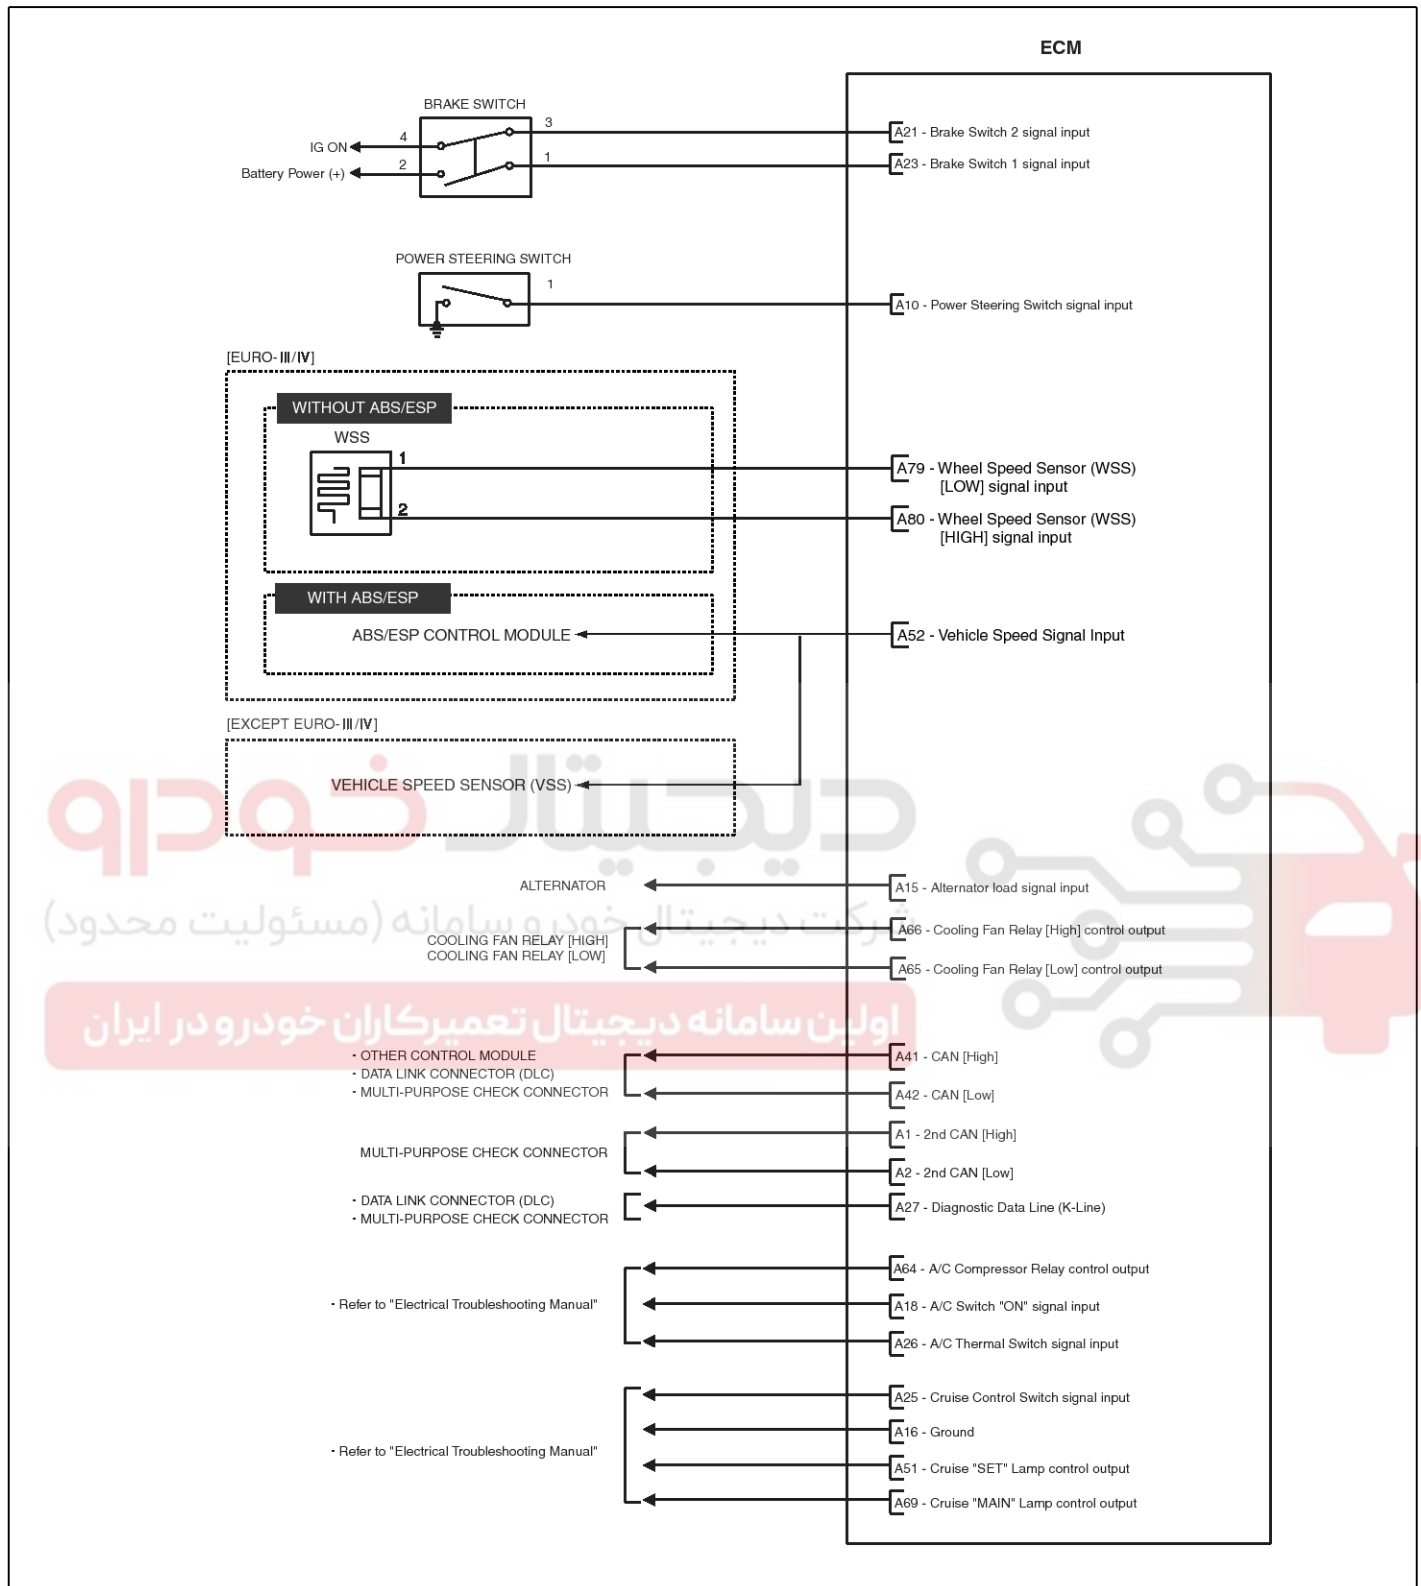 ECM
BRAKE SWITCH
3
A21 - Brake Switch 2 signal input
4
IG ON
1
A23 - Brake Switch 1 signal input
2
Battery Power (+)
POWER STEERING SWITCH
1
A10 - Power Steering Switch signal input
[EURO-III/IV]
WITHOUT ABS/ESP
WSS
1
A79 - Wheel Speed Sensor (WSS)
[LOW] signal input
2
A80 - Wheel Speed Sensor (WSS)
[HIGH] signal input
WITH ABS/ESP
ABS/ESP CONTROL MODULE
A52 - Vehicle Speed Signal Input
[EXCEPT EURO-III/IV]
VEHICLE SPEED SENSOR (VSS)
دیجیتال خودرو
ALTERNATOR
A15 - Alternator load signal input
شرکت دیجیتال خودرو سامانه (مسئولیت محدود)
A66 - Cooling Fan Relay [High] control output
COOLING FAN RELAY [HIGH]
COOLING FAN RELAY [LOW]
A65 - Cooling Fan Relay [Low] control output
اولین سامانه دیجیتال تعمیرکاران خودرو در ایران
- OTHER CONTROL MODULE
A41 - CAN [High]
- DATA LINK CONNECTOR (DLC)
- MULTI-PURPOSE CHECK CONNECTOR
A42 - CAN [Low]
A1 - 2nd CAN [High]
MULTI-PURPOSE CHECK CONNECTOR
A2 - 2nd CAN [Low]
- DATA LINK CONNECTOR (DLC)
A27 - Diagnostic Data Line (K-Line)
- MULTI-PURPOSE CHECK CONNECTOR
A64 - A/C Compressor Relay control output
- Refer to "Electrical Troubleshooting Manual"
A18 - A/C Switch "ON" signal input
A26 - A/C Thermal Switch signal input
A25 - Cruise Control Switch signal input
A16 - Ground
- Refer to "Electrical Troubleshooting Manual"
A51 - Cruise "SET" Lamp control output
A69 - Cruise "MAIN" Lamp control output